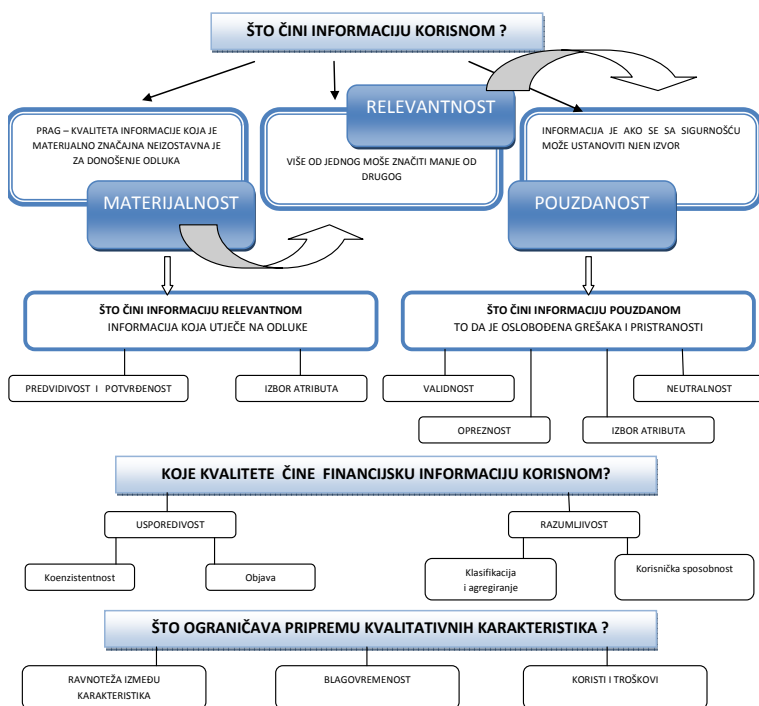 ŠTO ČINI INFORMACIJU KORISNOM ?
RELEVANTNOST
PRAG – KVALITETA INFORMACIJE KOJA JE
MATERIJALNO ZNAČAJNA NEIZOSTAVNA JE
ZA DONOŠENJE ODLUKA
VIŠE OD JEDNOG MOŠE ZNAČITI MANJE OD
DRUGOG
INFORMACIJA JE AKO SE SA SIGURNOŠĆU
MOŽE USTANOVITI NJEN IZVOR
MATERIJALNOST
POUZDANOST
ŠTO ČINI INFORMACIJU RELEVANTNOM
INFORMACIJA KOJA UTJEČE NA ODLUKE
ŠTO ČINI INFORMACIJU POUZDANOM
TO DA JE OSLOBOĐENA GREŠAKA I PRISTRANOSTI
PREDVIDIVOST I POTVRĐENOST
IZBOR ATRIBUTA
VALIDNOST
NEUTRALNOST
OPREZNOST
IZBOR ATRIBUTA
KOJE KVALITETE ČINE FINANCIJSKU INFORMACIJU KORISNOM?
USPOREDIVOST
RAZUMLJIVOST
Koenzistentnost
Objava
Klasifikacija
i agregiranje
Korisnička sposobnost
ŠTO OGRANIČAVA PRIPREMU KVALITATIVNIH KARAKTERISTIKA ?
RAVNOTEŽA IZMEĐU
KARAKTERISTIKA
BLAGOVREMENOST
KORISTI I TROŠKOVI